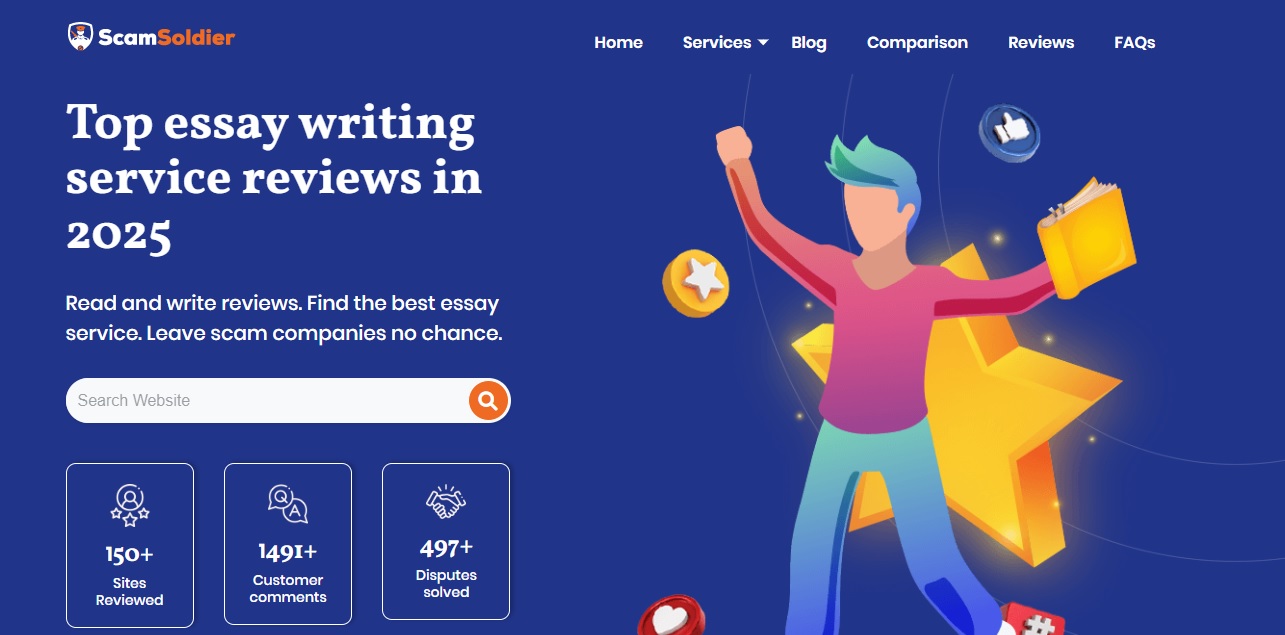 ScamSoldier
Home Services Blog Comparison Reviews FAQs
Top essay writing
service reviews in
2025
Read and write reviews. Find the best essay
service. Leave scam companies no chance.
Search Website
Q
A
150+
Sites
Reviewed
1491+
Customer
comments
497+
Disputes
solved
#